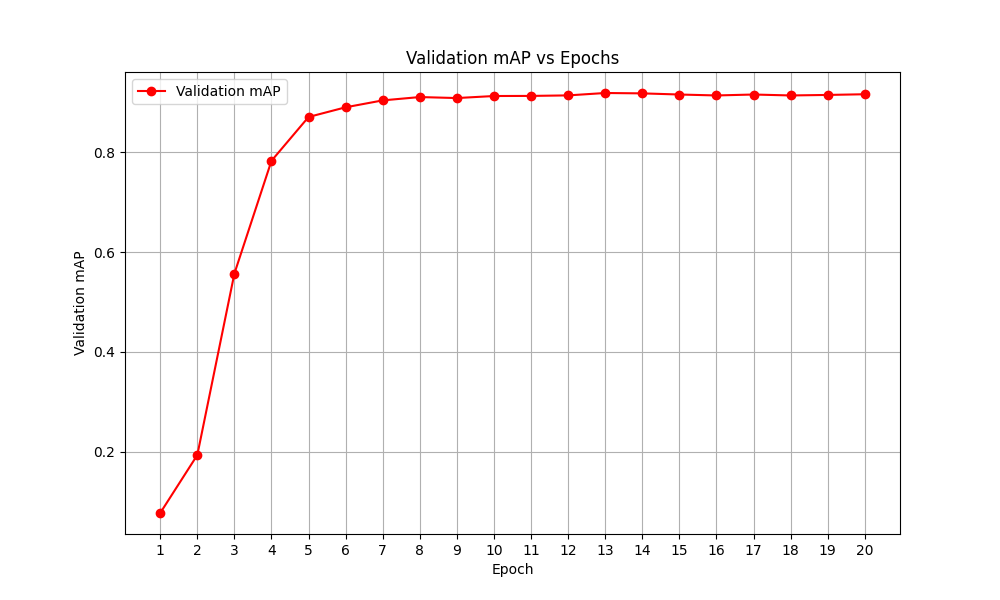 Validation mAP vs Epochs
Validation mAP
0.8
0.6
0.4
0.2
Validation mAP
1 2 3 4 5 6 7 8 9 10 11 12 13 14 15 16 17 18 19 20
Epoch